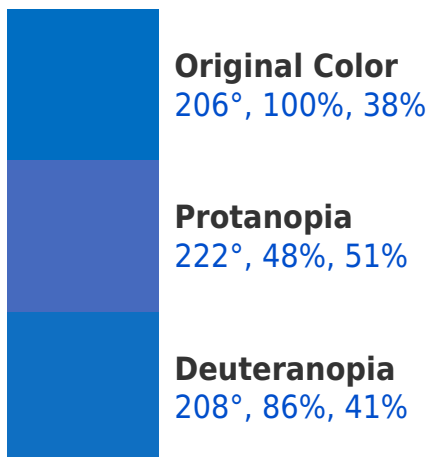 Original Color
206°, 100%, 38%
Protanopia
222°, 48%, 51%
Deuteranopia
208°, 86%, 41%